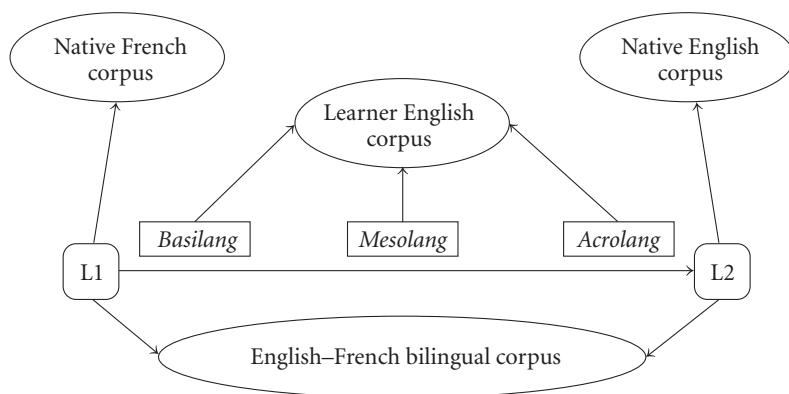 Native French
corpus
Native English
corpus
Learner English
corpus
Basilang
Mesolang
Acrolang
L1
L2
English–French bilingual corpus